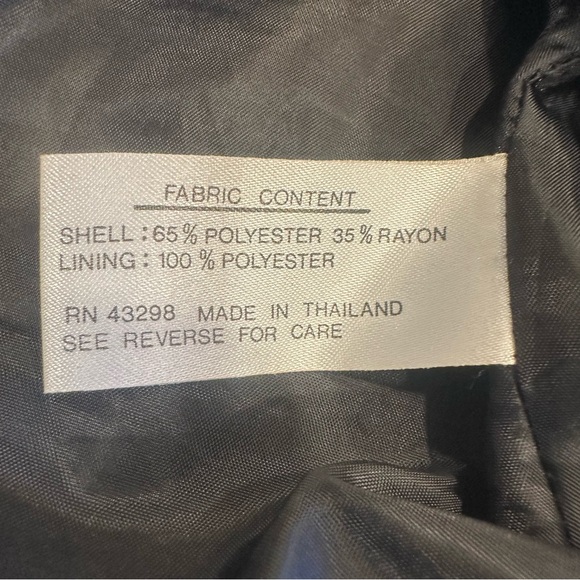 FABRIC CONTENT
SHELL : 65% POLYESTER 35% RAYON
LINING : 100 % POLYESTER
RN 43298 MADE IN THAILAND
SEE REVERSE FOR CARE